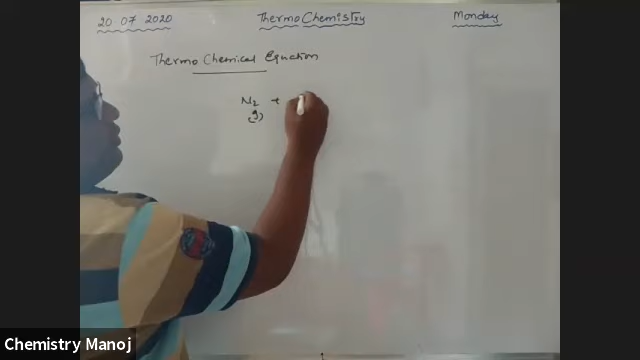 20 07 2020 Thermo Chemistry Monday
Thermo Chemical Equation
N2 +
(g)
Chemistry Manoj